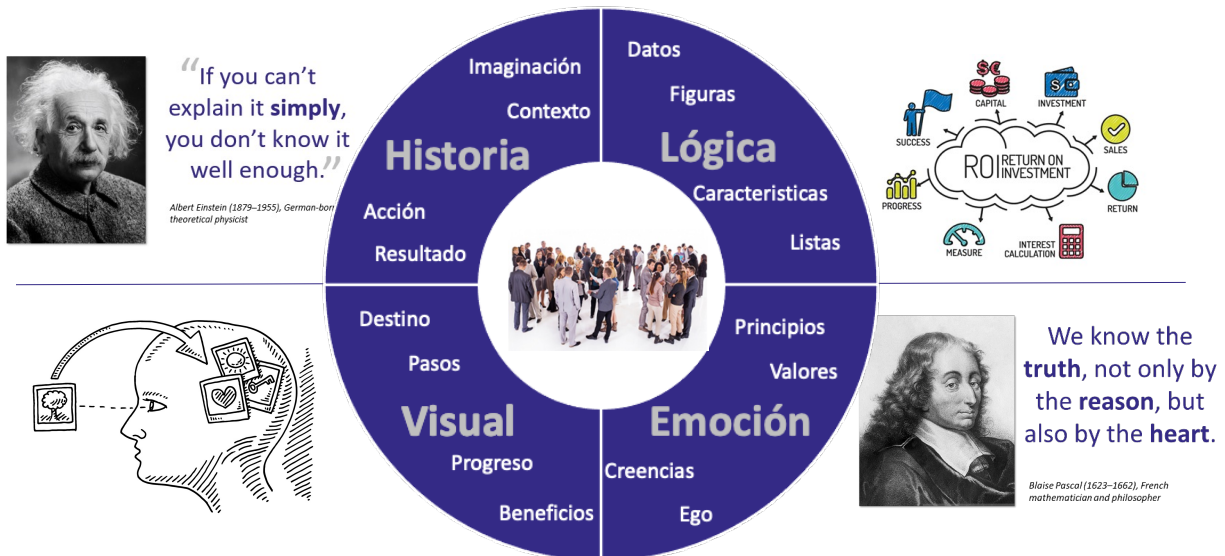 “If you can’t
explain it simply,
you don’t know it
well enough.”
Albert Einstein (1879–1955), German-born
theoretical physicist
Imaginación
Contexto
Historia
Acción
Resultado
Datos
Figuras
Lógica
Caracteristicas
Listas
CAPITAL
INVESTMENT
SUCCESS
SALES
ROI RETURN ON
INVESTMENT
PROGRESS
RETURN
MEASURE
INTEREST
CALCULATION
Destino
Pasos
Visual
Progreso
Beneficios
Principios
Valores
Emoción
Creencias
Ego
We know the
truth, not only by
the reason, but
also by the heart.
Blaise Pascal (1623–1662), French
mathematician and philosopher